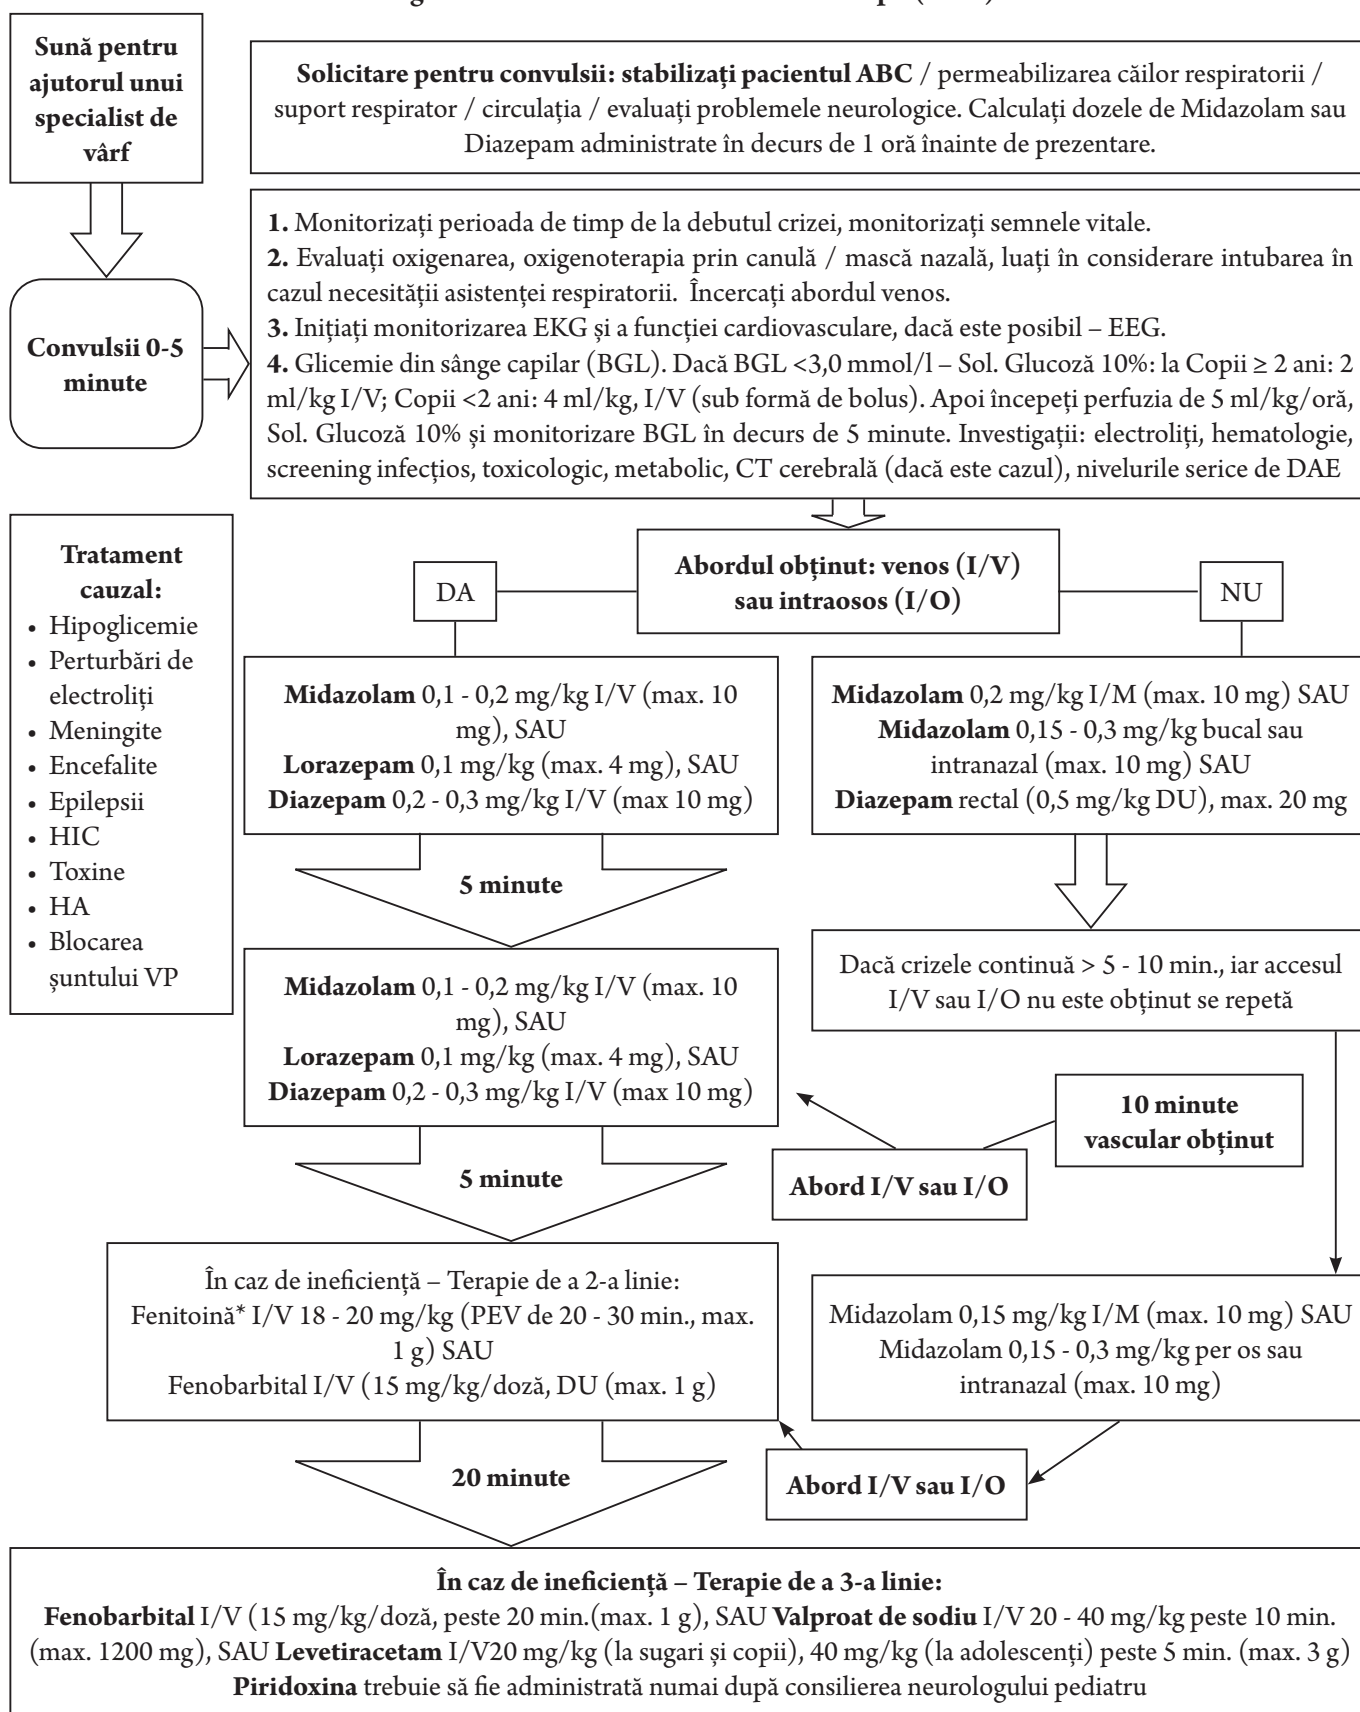 Sună pentru
ajutorul unui
specialist de
vârf
Solicitare pentru convulsii: stabilizați pacientul ABC / permeabilizarea căilor respiratorii /
suport respirator / circulația / evaluați problemele neurologice. Calculați dozele de Midazolam sau
Diazepam administrate în decurs de 1 oră înainte de prezentare.
Convulsii 0-5
minute
1. Monitorizați perioada de timp de la debutul crizei, monitorizați semnele vitale.
2. Evaluați oxigenarea, oxigenoterapia prin canulă / mască nazală, luați în considerare intubarea în
cazul necesității asistenței respiratorii. Încercați abordul venos.
3. Inițiați monitorizarea EKG și a funcției cardiovasculare, dacă este posibil – EEG.
4. Glicemie din sânge capilar (BGL). Dacă BGL <3,0 mmol/l – Sol. Glucoză 10%: la Copii ≥ 2 ani: 2
ml/kg I/V; Copii <2 ani: 4 ml/kg, I/V (sub formă de bolus). Apoi începeți perfuzia de 5 ml/kg/oră,
Sol. Glucoză 10% și monitorizare BGL în decurs de 5 minute. Investigații: electroliți, hematologie,
screening infecțios, toxicologic, metabolic, CT cerebrală (dacă este cazul), nivelurile serice de DAE
Tratament
cauzal:
• Hipoglicemie
• Perturbări de
electroliți
• Meningite
• Encefalite
• Epilepsii
• HIC
• Toxine
• HA
• Blocarea
șuntului VP
Abordul obținut: venos (I/V)
sau intraosos (I/O)
DA
NU
Midazolam 0,1 - 0,2 mg/kg I/V (max. 10
mg), SAU
Lorazepam 0,1 mg/kg (max. 4 mg), SAU
Diazepam 0,2 - 0,3 mg/kg I/V (max 10 mg)
Midazolam 0,2 mg/kg I/M (max. 10 mg) SAU
Midazolam 0,15 - 0,3 mg/kg bucal sau
intranazal (max. 10 mg) SAU
Diazepam rectal (0,5 mg/kg DU), max. 20 mg
5 minute
Midazolam 0,1 - 0,2 mg/kg I/V (max. 10
mg), SAU
Lorazepam 0,1 mg/kg (max. 4 mg), SAU
Diazepam 0,2 - 0,3 mg/kg I/V (max 10 mg)
Dacă crizele continuă > 5 - 10 min., iar accesul
I/V sau I/O nu este obținut se repetă
10 minute
vascular obținut
Abord I/V sau I/O
5 minute
În caz de ineficiență – Terapie de a 2-a linie:
Fenitoină* I/V 18 - 20 mg/kg (PEV de 20 - 30 min., max.
1 g) SAU
Fenobarbital I/V (15 mg/kg/doză, DU (max. 1 g)
Midazolam 0,15 mg/kg I/M (max. 10 mg) SAU
Midazolam 0,15 - 0,3 mg/kg per os sau
intranazal (max. 10 mg)
20 minute
Abord I/V sau I/O
În caz de ineficiență – Terapie de a 3-a linie:
Fenobarbital I/V (15 mg/kg/doză, peste 20 min.(max. 1 g), SAU Valproat de sodiu I/V 20 - 40 mg/kg peste 10 min.
(max. 1200 mg), SAU Levetiracetam I/V20 mg/kg (la sugari și copii), 40 mg/kg (la adolescenți) peste 5 min. (max. 3 g)
Piridoxina trebuie să fie administrată numai după consilierea neurologului pediatru